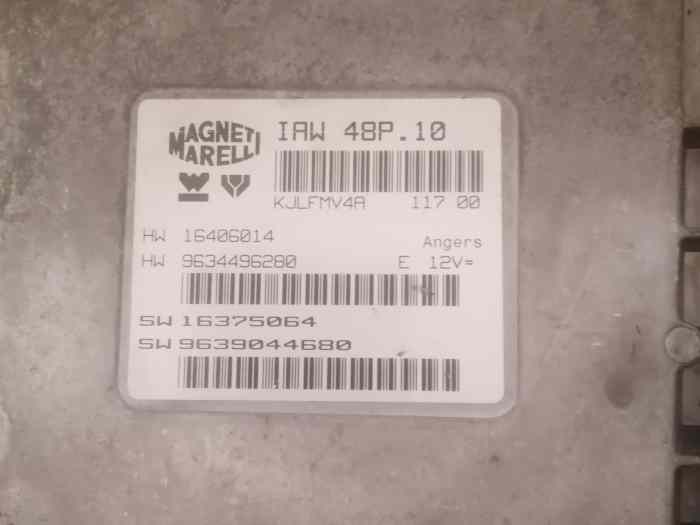 MAGNETI
MARELLI
IAW 48P.10
KJLFMV4A 117 00
HW 16406014
Angers
HW 9634496280 E 12V=
SW 16375064
SW 9639044680